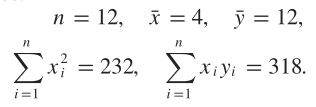 n = 12, x̄ = 4, ȳ = 12,
∑_{i=1}^{n} x_i^2 = 232, ∑_{i=1}^{n} x_i y_i = 318.